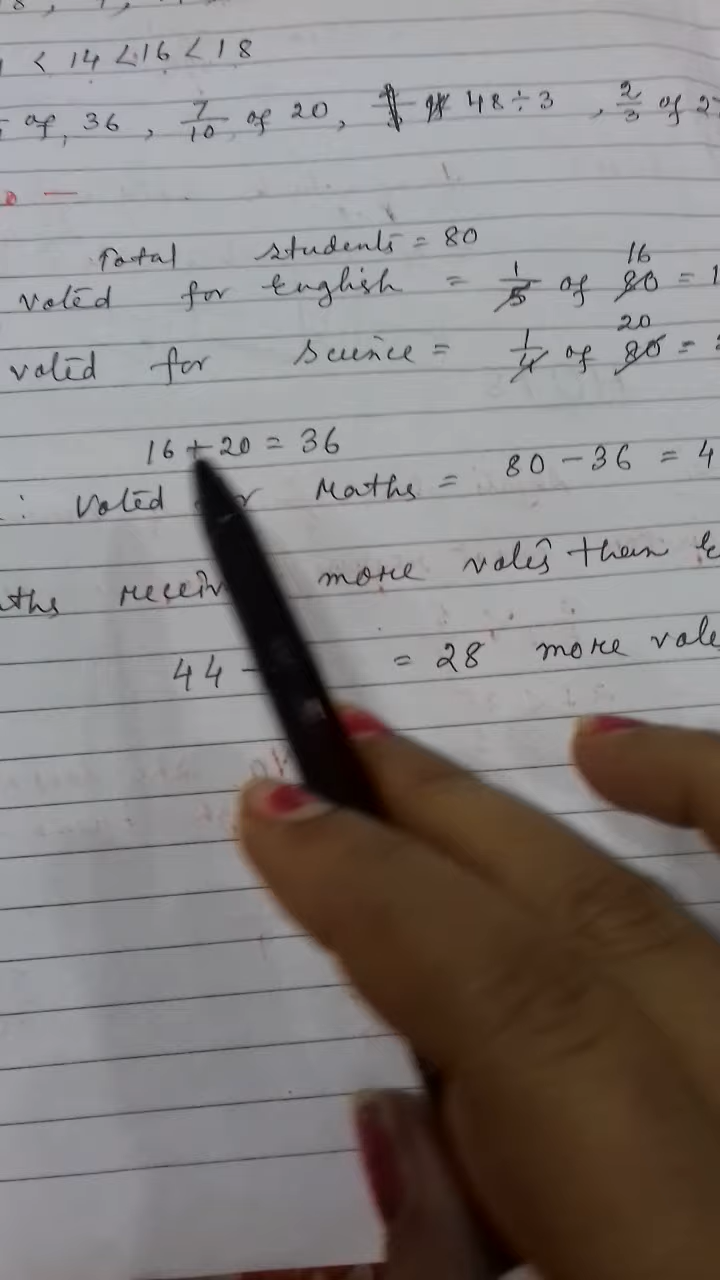 < 14 < 16 < 18
of 36 , 7/10 of 20, 48 ÷ 3 , 2/3 of 2
Total students = 80
Voted for English = 1/5 of 80 = 1
16
voted for Science = 1/4 of 80 =
20
16 + 20 = 36
: Voted Maths = 80 - 36 = 4
ths receiv more votes than E
44 - = 28 more vote